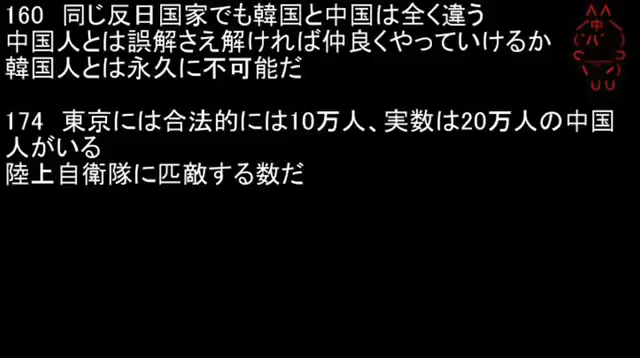 160 同じ反日国家でも韓国と中国は全く違う
中国人とは誤解さえ解ければ仲良くやっていけるか
韓国人とは永久に不可能だ
174 東京には合法的には10万人、実数は20万人の中国
人がいる
陸上自衛隊に匹敵する数だ
中